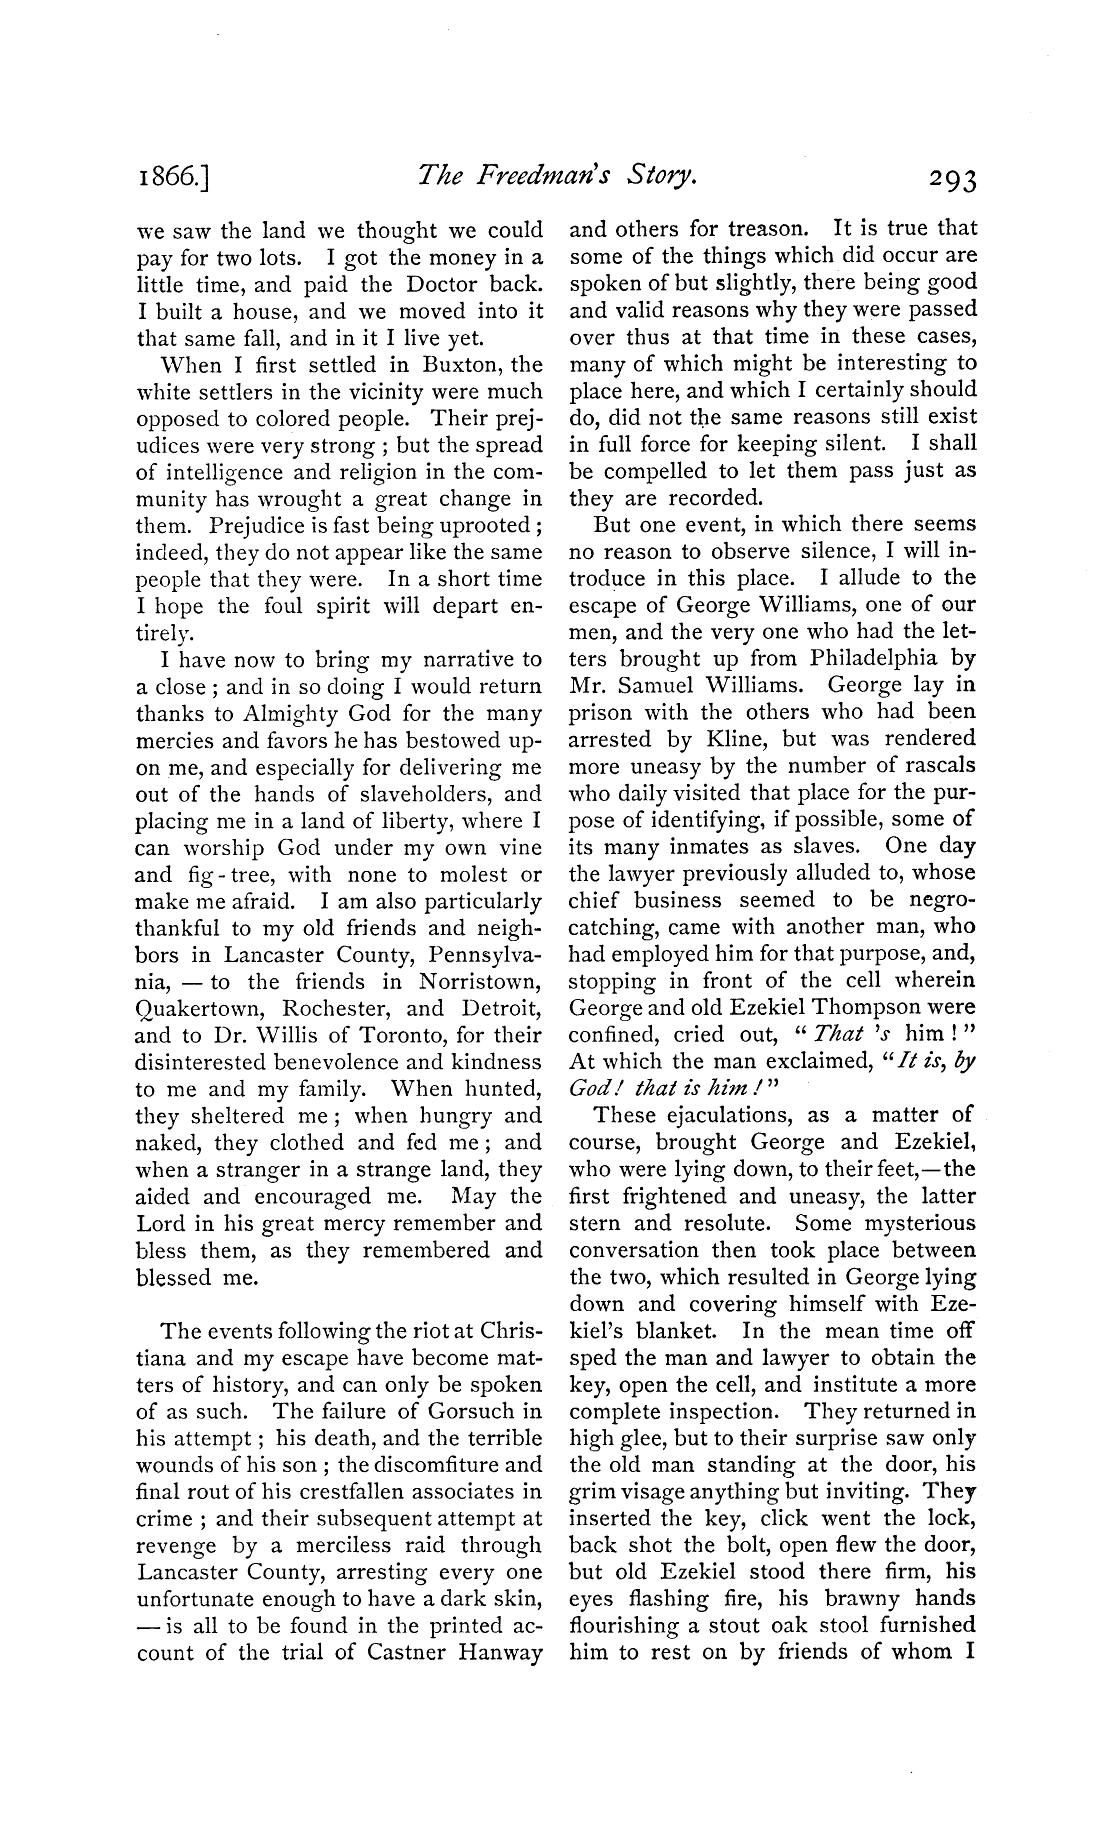 1866.] The Freedman's Story. 293
we saw the land we thought we could
pay for two lots. I got the money in a
little time, and paid the Doctor back.
I built a house, and we moved into it
that same fall, and in it I live yet.
When I first settled in Buxton, the
white settlers in the vicinity were much
opposed to colored people. Their prej-
udices were very strong ; but the spread
of intelligence and religion in the com-
munity has wrought a great change in
them. Prejudice is fast being uprooted ;
indeed, they do not appear like the same
people that they were. In a short time
I hope the foul spirit will depart en-
tirely.
I have now to bring my narrative to
a close ; and in so doing I would return
thanks to Almighty God for the many
mercies and favors he has bestowed up-
on me, and especially for delivering me
out of the hands of slaveholders, and
placing me in a land of liberty, where I
can worship God under my own vine
and fig-tree, with none to molest or
make me afraid. I am also particularly
thankful to my old friends and neigh-
bors in Lancaster County, Pennsylva-
nia, — to the friends in Norristown,
Quakertown, Rochester, and Detroit,
and to Dr. Willis of Toronto, for their
disinterested benevolence and kindness
to me and my family. When hunted,
they sheltered me ; when hungry and
naked, they clothed and fed me ; and
when a stranger in a strange land, they
aided and encouraged me. May the
Lord in his great mercy remember and
bless them, as they remembered and
blessed me.
The events following the riot at Chris-
tiana and my escape have become mat-
ters of history, and can only be spoken
of as such. The failure of Gorsuch in
his attempt ; his death, and the terrible
wounds of his son ; the discomfiture and
final rout of his crestfallen associates in
crime ; and their subsequent attempt at
revenge by a merciless raid through
Lancaster County, arresting every one
unfortunate enough to have a dark skin,
— is all to be found in the printed ac-
count of the trial of Castner Hanway
and others for treason. It is true that
some of the things which did occur are
spoken of but slightly, there being good
and valid reasons why they were passed
over thus at that time in these cases,
many of which might be interesting to
place here, and which I certainly should
do, did not the same reasons still exist
in full force for keeping silent. I shall
be compelled to let them pass just as
they are recorded.
But one event, in which there seems
no reason to observe silence, I will in-
troduce in this place. I allude to the
escape of George Williams, one of our
men, and the very one who had the let-
ters brought up from Philadelphia by
Mr. Samuel Williams. George lay in
prison with the others who had been
arrested by Kline, but was rendered
more uneasy by the number of rascals
who daily visited that place for the pur-
pose of identifying, if possible, some of
its many inmates as slaves. One day
the lawyer previously alluded to, whose
chief business seemed to be negro-
catching, came with another man, who
had employed him for that purpose, and,
stopping in front of the cell wherein
George and old Ezekiel Thompson were
confined, cried out, “ That 's him ! ”
At which the man exclaimed, “ It is, by
God ! that is him ! ”
These ejaculations, as a matter of
course, brought George and Ezekiel,
who were lying down, to their feet,—the
first frightened and uneasy, the latter
stern and resolute. Some mysterious
conversation then took place between
the two, which resulted in George lying
down and covering himself with Eze-
kiel's blanket. In the mean time off
sped the man and lawyer to obtain the
key, open the cell, and institute a more
complete inspection. They returned in
high glee, but to their surprise saw only
the old man standing at the door, his
grim visage anything but inviting. They
inserted the key, click went the lock,
back shot the bolt, open flew the door,
but old Ezekiel stood there firm, his
eyes flashing fire, his brawny hands
flourishing a stout oak stool furnished
him to rest on by friends of whom I